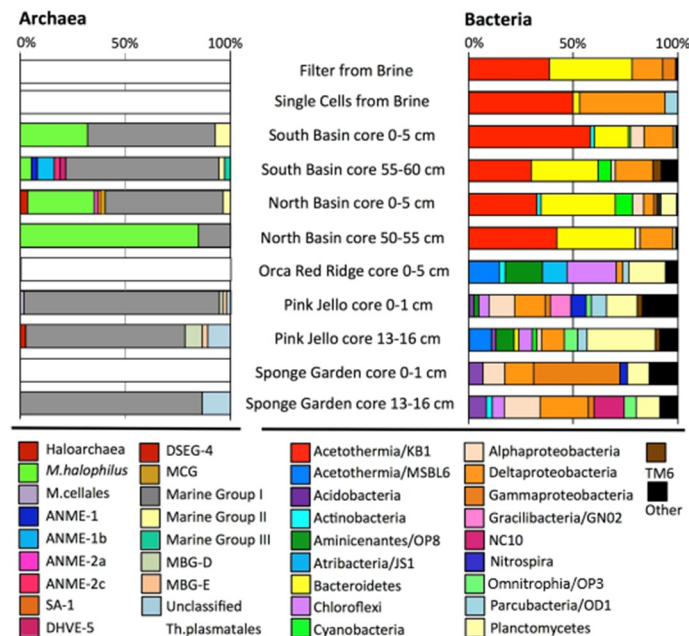 Archaea
Bacteria
0% 50% 100%
0% 50% 100%
Filter from Brine
Single Cells from Brine
South Basin core 0-5 cm
South Basin core 55-60 cm
North Basin core 0-5 cm
North Basin core 50-55 cm
Orca Red Ridge core 0-5 cm
Pink Jello core 0-1 cm
Pink Jello core 13-16 cm
Sponge Garden core 0-1 cm
Sponge Garden core 13-16 cm
Haloarchaea
M.halophilus
M.cellales
ANME-1
ANME-1b
ANME-2a
ANME-2c
SA-1
DHVE-5
DSEG-4
MCG
Marine Group I
Marine Group II
Marine Group III
MBG-D
MBG-E
Unclassified
Th.plasmatales
Acetothermia/KB1
Acetothermia/MSBL6
Acidobacteria
Actinobacteria
Aminicenantes/OP8
Atribacteria/JS1
Bacteroidetes
Chloroflexi
Cyanobacteria
Alphaproteobacteria
Deltaproteobacteria
Gammaproteobacteria
Gracilibacteria/GN02
NC10
Nitrospira
Omnitrophia/OP3
Parcubacteria/OD1
Planctomycetes
TM6
Other